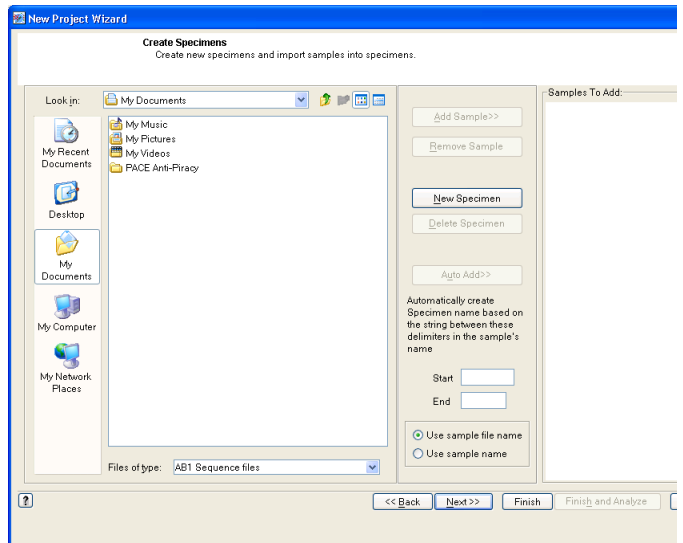 New Project Wizard
Create Specimens
Create new specimens and import samples into specimens.
Look in:
My Documents
My Recent
Documents
Desktop
My
Documents
My Computer
My Network
Places
My Music
My Pictures
My Videos
PACE Anti-Piracy
Files of type:
AB1 Sequence files
Add Sample>>
Remove Sample
New Specimen
Delete Specimen
Auto Add>>
Automatically create
Specimen name based on
the string between these
delimiters in the sample's
name
Start
End
Use sample file name
Use sample name
Samples To Add:
?
<< Back
Next >>
Finish
Finish and Analyze